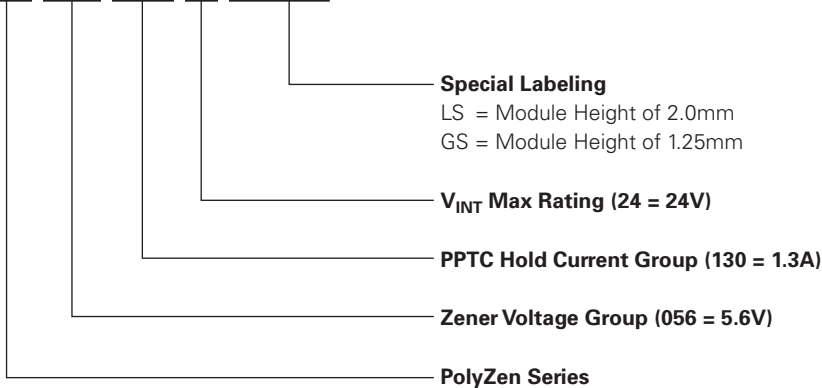 Special Labeling
LS = Module Height of 2.0mm
GS = Module Height of 1.25mm
VINT Max Rating (24 = 24V)
PPTC Hold Current Group (130 = 1.3A)
Zener Voltage Group (056 = 5.6V)
PolyZen Series